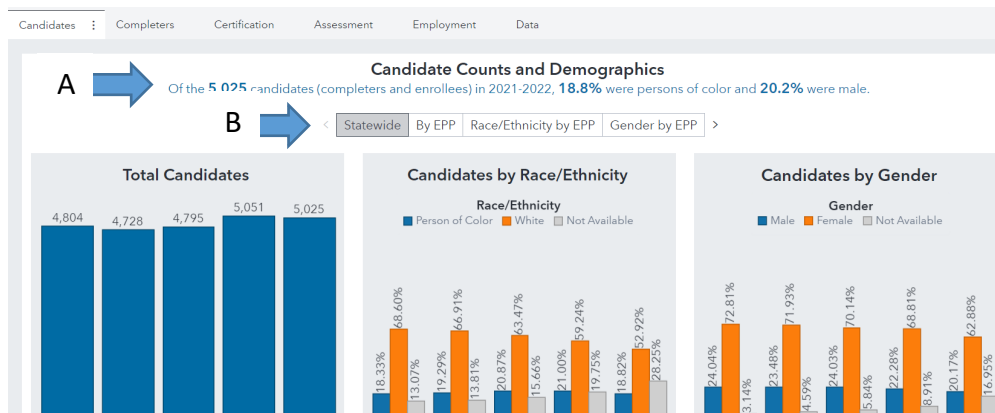 Candidates Completers Certification Assessment Employment Data
A
Candidate Counts and Demographics
Of the 5,025 candidates (completers and enrollees) in 2021-2022, 18.8% were persons of color and 20.2% were male.
B
Statewide By EPP Race/Ethnicity by EPP Gender by EPP
Total Candidates
4,804 4,728 4,795 5,051 5,025
Candidates by Race/Ethnicity
Race/Ethnicity
Person of Color White Not Available
18.33% 68.60% 13.07% 19.29% 66.91% 13.81% 20.87% 63.47% 15.66% 21.00% 59.24% 19.75% 18.82% 52.92% 28.25%
Candidates by Gender
Gender
Male Female Not Available
24.04% 72.81% 3.14% 23.48% 71.93% 4.59% 24.03% 70.14% 5.84% 22.28% 68.81% 8.91% 20.17% 62.88% 16.95%